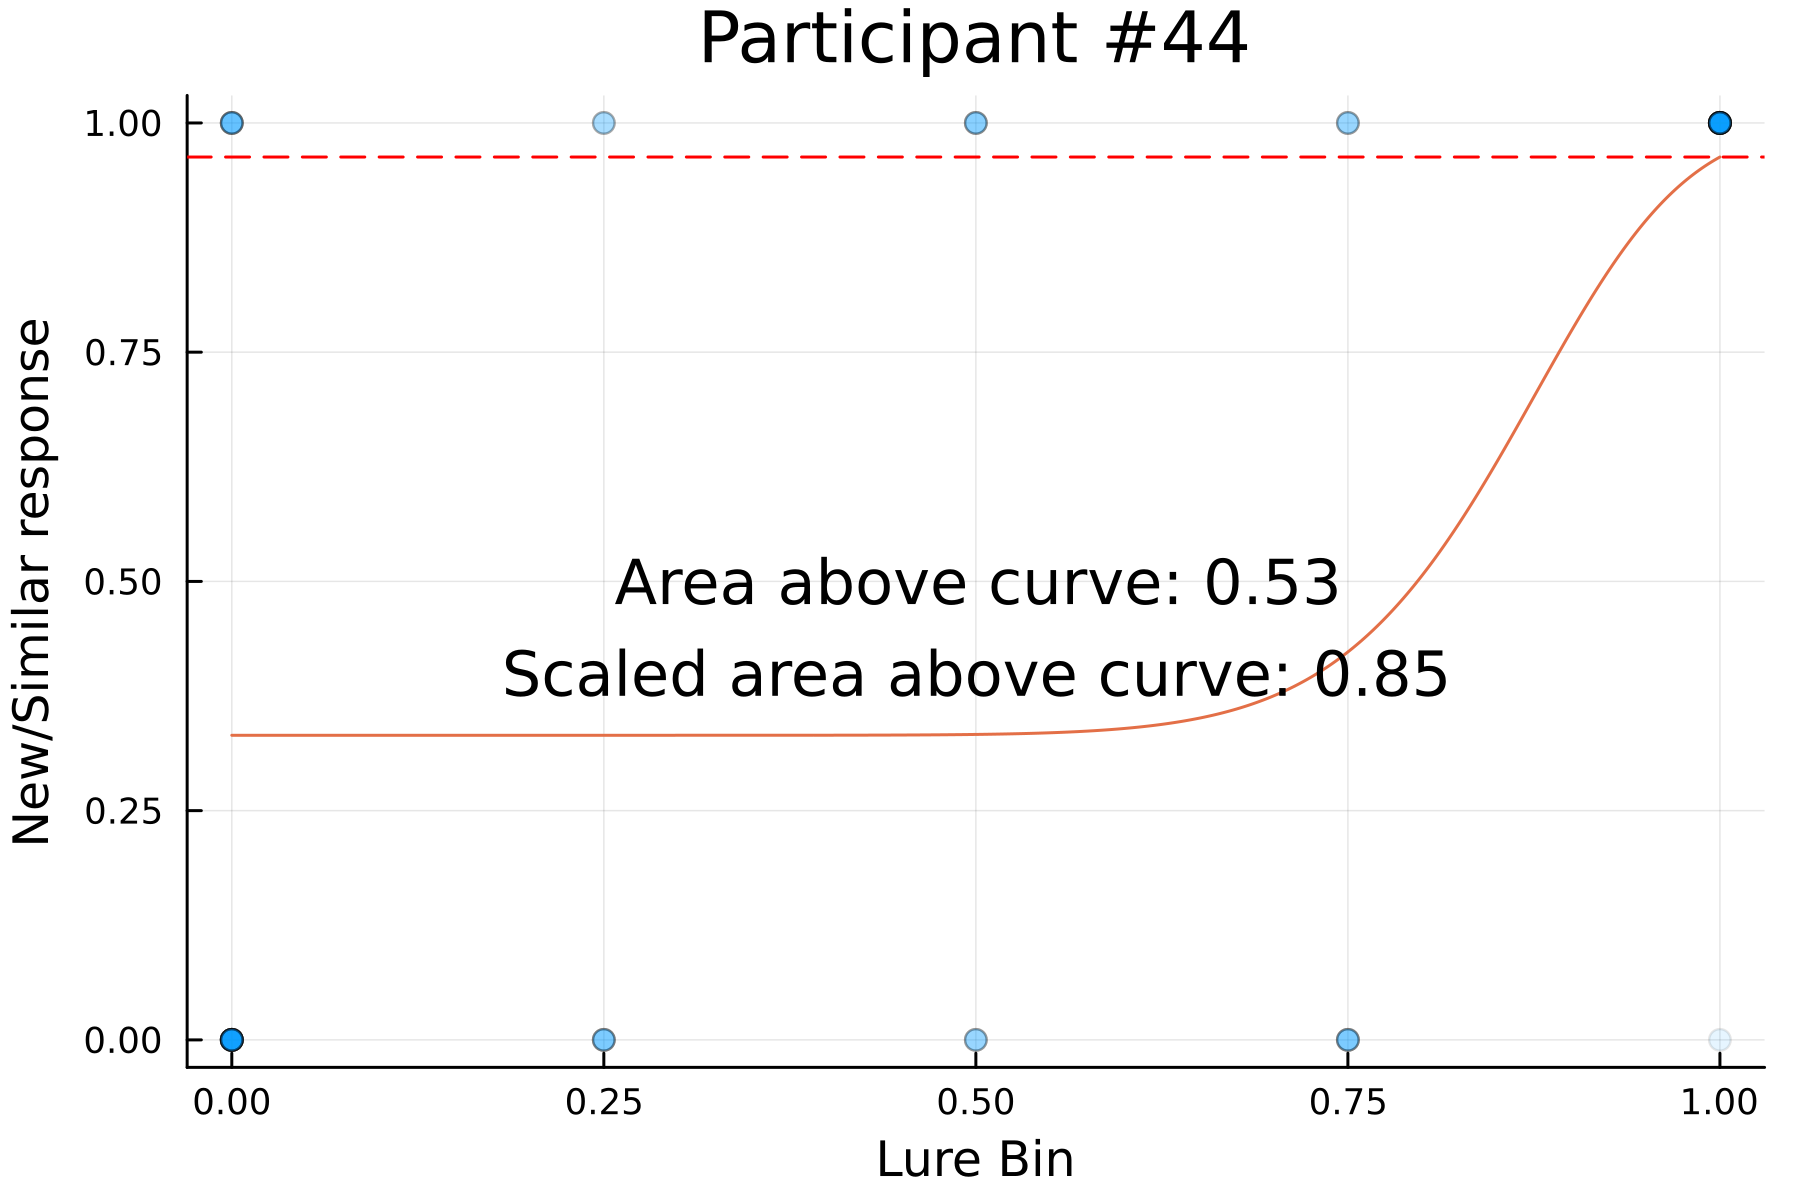 Participant #44
1.00
0.75
0.50
0.25
0.00
New/Similar response
Area above curve: 0.53
Scaled area above curve: 0.85
0.00 0.25 0.50 0.75 1.00
Lure Bin